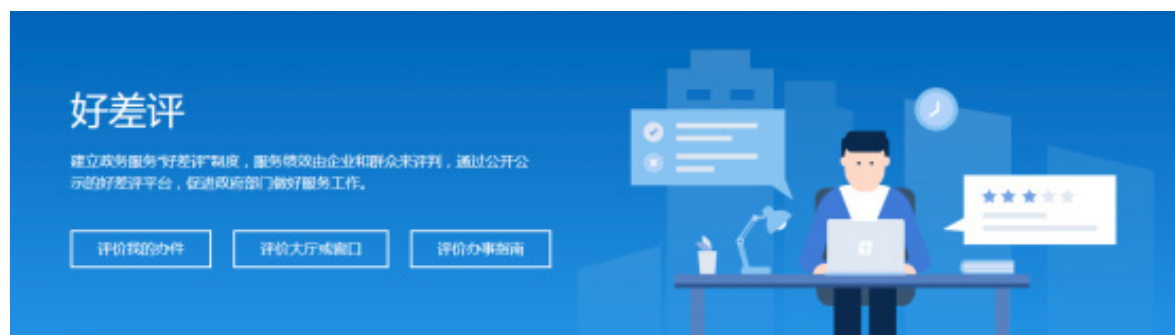 好差评
建立政务服务“好差评”制度，服务绩效由企业和群众来评判，通过公开公
示的好差评平台，促进政府部门做好服务工作。
评价我的办件
评价大厅或窗口
评价办事指南